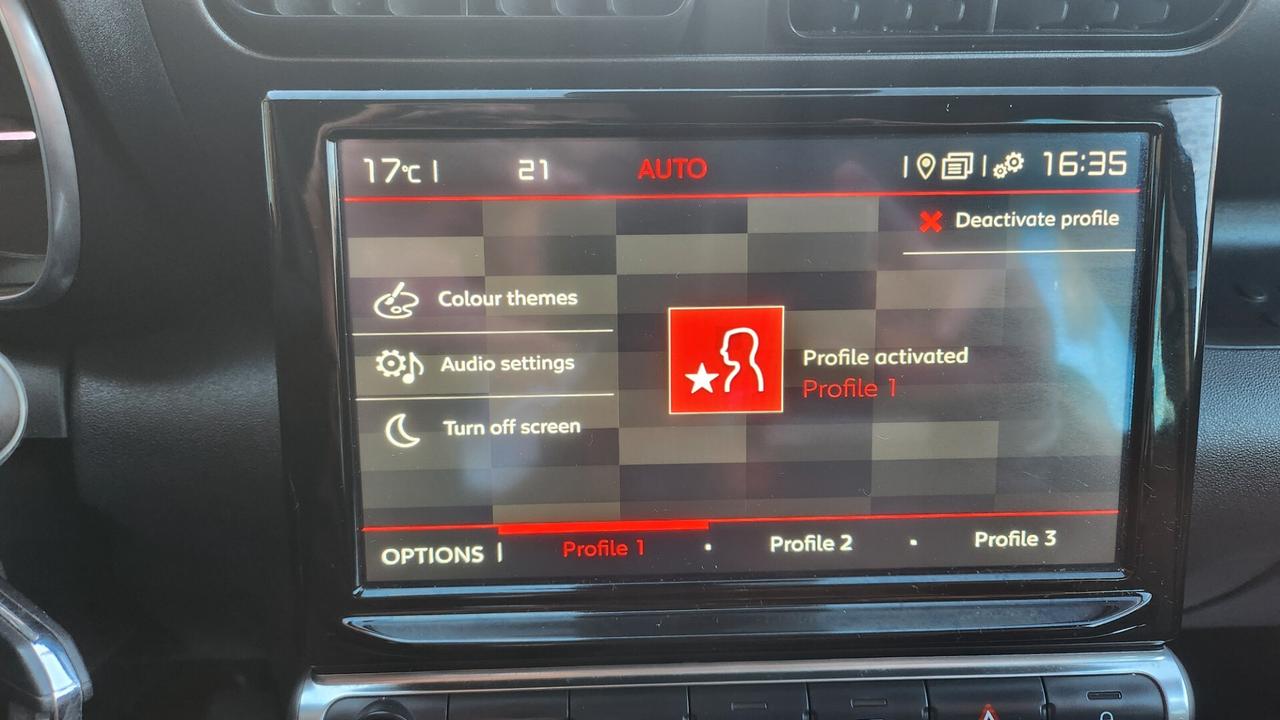 17°C 21 AUTO 16:35
Deactivate profile
Colour themes
Audio settings
Turn off screen
Profile activated
Profile 1
OPTIONS Profile 1 • Profile 2 • Profile 3